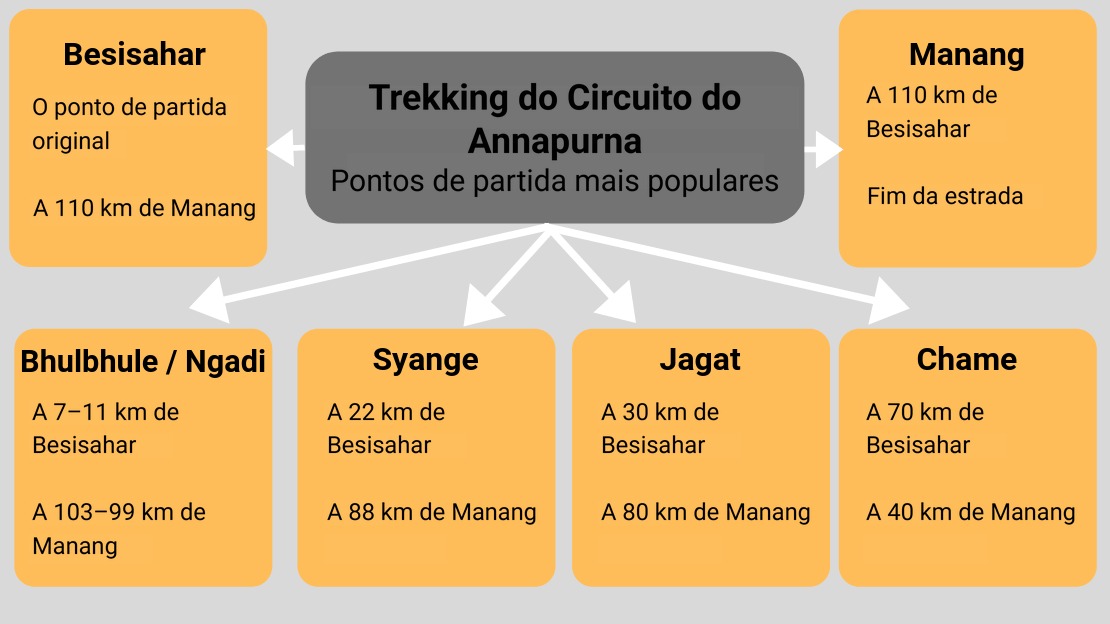 Trekking do Circuito do
Annapurna
Pontos de partida mais populares
Besisahar
O ponto de partida
original
A 110 km de Manang
Manang
A 110 km de
Besisahar
Fim da estrada
Bhulbhule / Ngadi
A 7–11 km de
Besisahar
A 103–99 km de
Manang
Syange
A 22 km de
Besisahar
A 88 km de Manang
Jagat
A 30 km de
Besisahar
A 80 km de Manang
Chame
A 70 km de
Besisahar
A 40 km de Manang